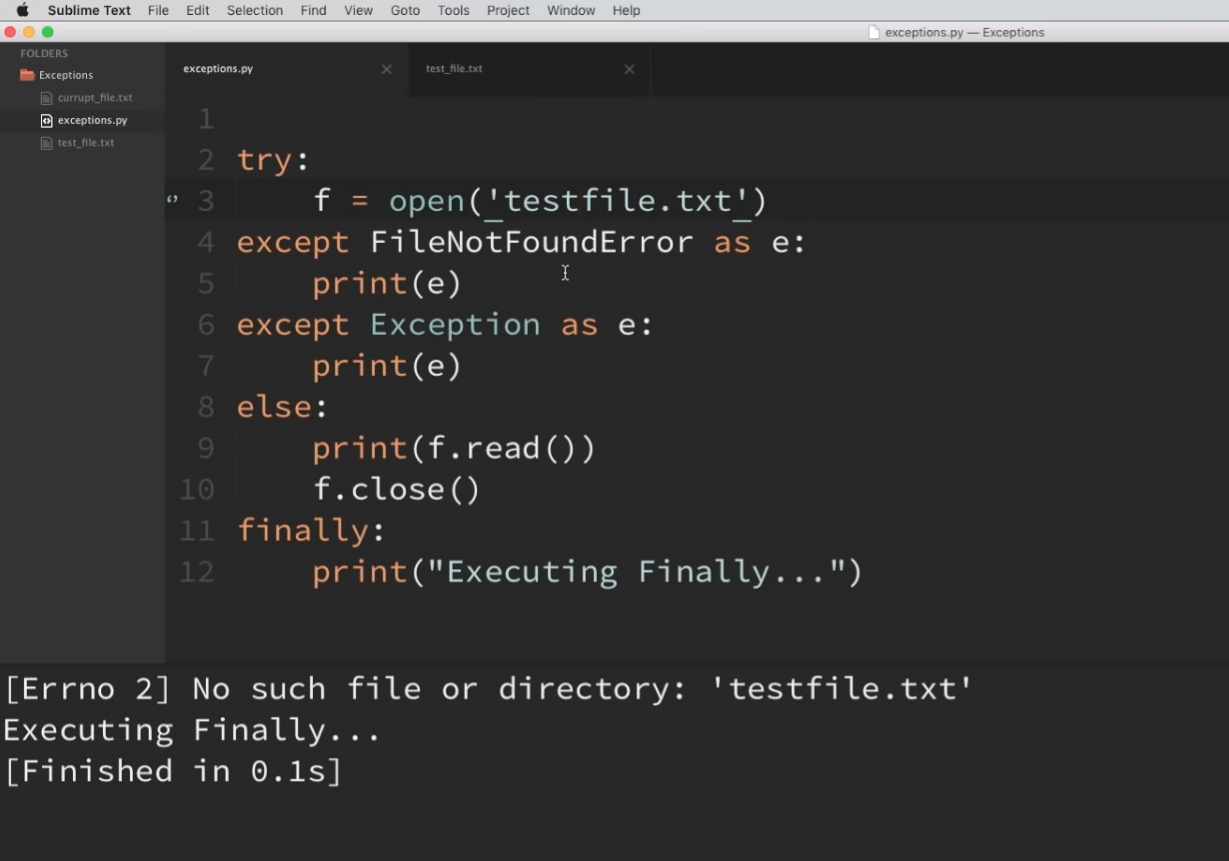 Sublime Text File Edit Selection Find View Goto Tools Project Window Help
exceptions.py — Exceptions
FOLDERS
Exceptions
currupt_file.txt
exceptions.py
test_file.txt
exceptions.py × test_file.txt ×
1
2 try:
3     f = open('testfile.txt')
4 except FileNotFoundError as e:
5     print(e)
6 except Exception as e:
7     print(e)
8 else:
9     print(f.read())
10     f.close()
11 finally:
12     print("Executing Finally...")
[Errno 2] No such file or directory: 'testfile.txt'
Executing Finally...
[Finished in 0.1s]